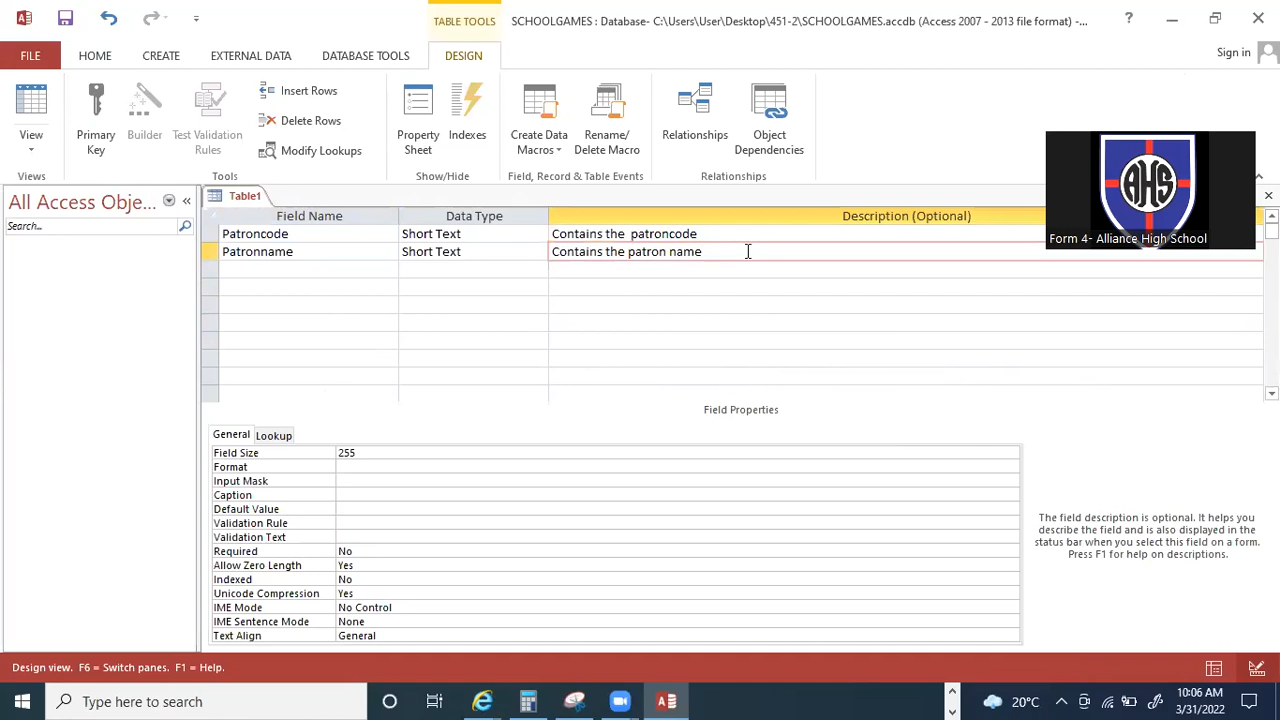 TABLE TOOLS
SCHOOLGAMES : Database- C:\Users\User\Desktop\451-2\SCHOOLGAMES.accdb (Access 2007 - 2013 file format) -...
?
FILE HOME CREATE EXTERNAL DATA DATABASE TOOLS DESIGN Sign in
View
Primary Key
Builder
Test Validation Rules
Insert Rows
Delete Rows
Modify Lookups
Property Sheet
Indexes
Create Data Macros
Rename/ Delete Macro
Relationships
Object Dependencies
Views Tools Show/Hide Field, Record & Table Events Relationships
AHS
Form 4- Alliance High School
All Access Obje...
Search...
Table1
Field Name Data Type Description (Optional)
Patroncode Short Text Contains the  patroncode
Patronname Short Text Contains the patron name
Field Properties
General Lookup
Field Size 255
Format
Input Mask
Caption
Default Value
Validation Rule
Validation Text
Required No
Allow Zero Length Yes
Indexed No
Unicode Compression Yes
IME Mode No Control
IME Sentence Mode None
Text Align General
The field description is optional. It helps you
describe the field and is also displayed in the
status bar when you select this field on a form.
Press F1 for help on descriptions.
Design view.  F6 = Switch panes.  F1 = Help.
Type here to search
20°C
10:06 AM
3/31/2022